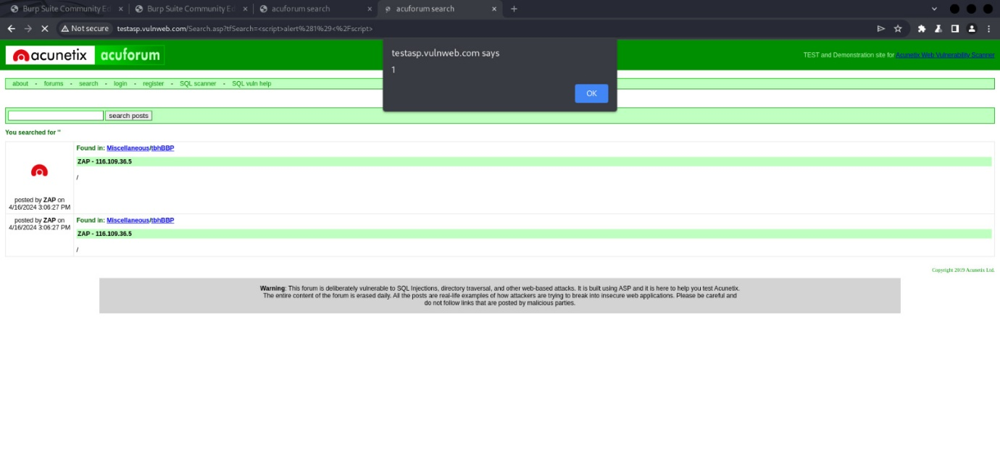 Burp Suite Community Ed
Burp Suite Community Ed
acuforum search
acuforum search
Not secure testasp.vulnweb.com/Search.asp?tfSearch=<script>alert%281%29<%2Fscript>
acunetix acuforum
TEST and Demonstration site for Acunetix Web Vulnerability Scanner
testasp.vulnweb.com says
1
OK
about - forums - search - login - register - SQL scanner - SQL vuln help
search posts
You searched for ''
Found in: Miscellaneous/tbhBBP
ZAP - 116.109.36.5
/
posted by ZAP on
4/16/2024 3:06:27 PM
Found in: Miscellaneous/tbhBBP
posted by ZAP on
4/16/2024 3:06:27 PM
ZAP - 116.109.36.5
/
Copyright 2019 Acunetix Ltd.
Warning: This forum is deliberately vulnerable to SQL Injections, directory traversal, and other web-based attacks. It is built using ASP and it is here to help you test Acunetix.
The entire content of the forum is erased daily. All the posts are real-life examples of how attackers are trying to break into insecure web applications. Please be careful and
do not follow links that are posted by malicious parties.